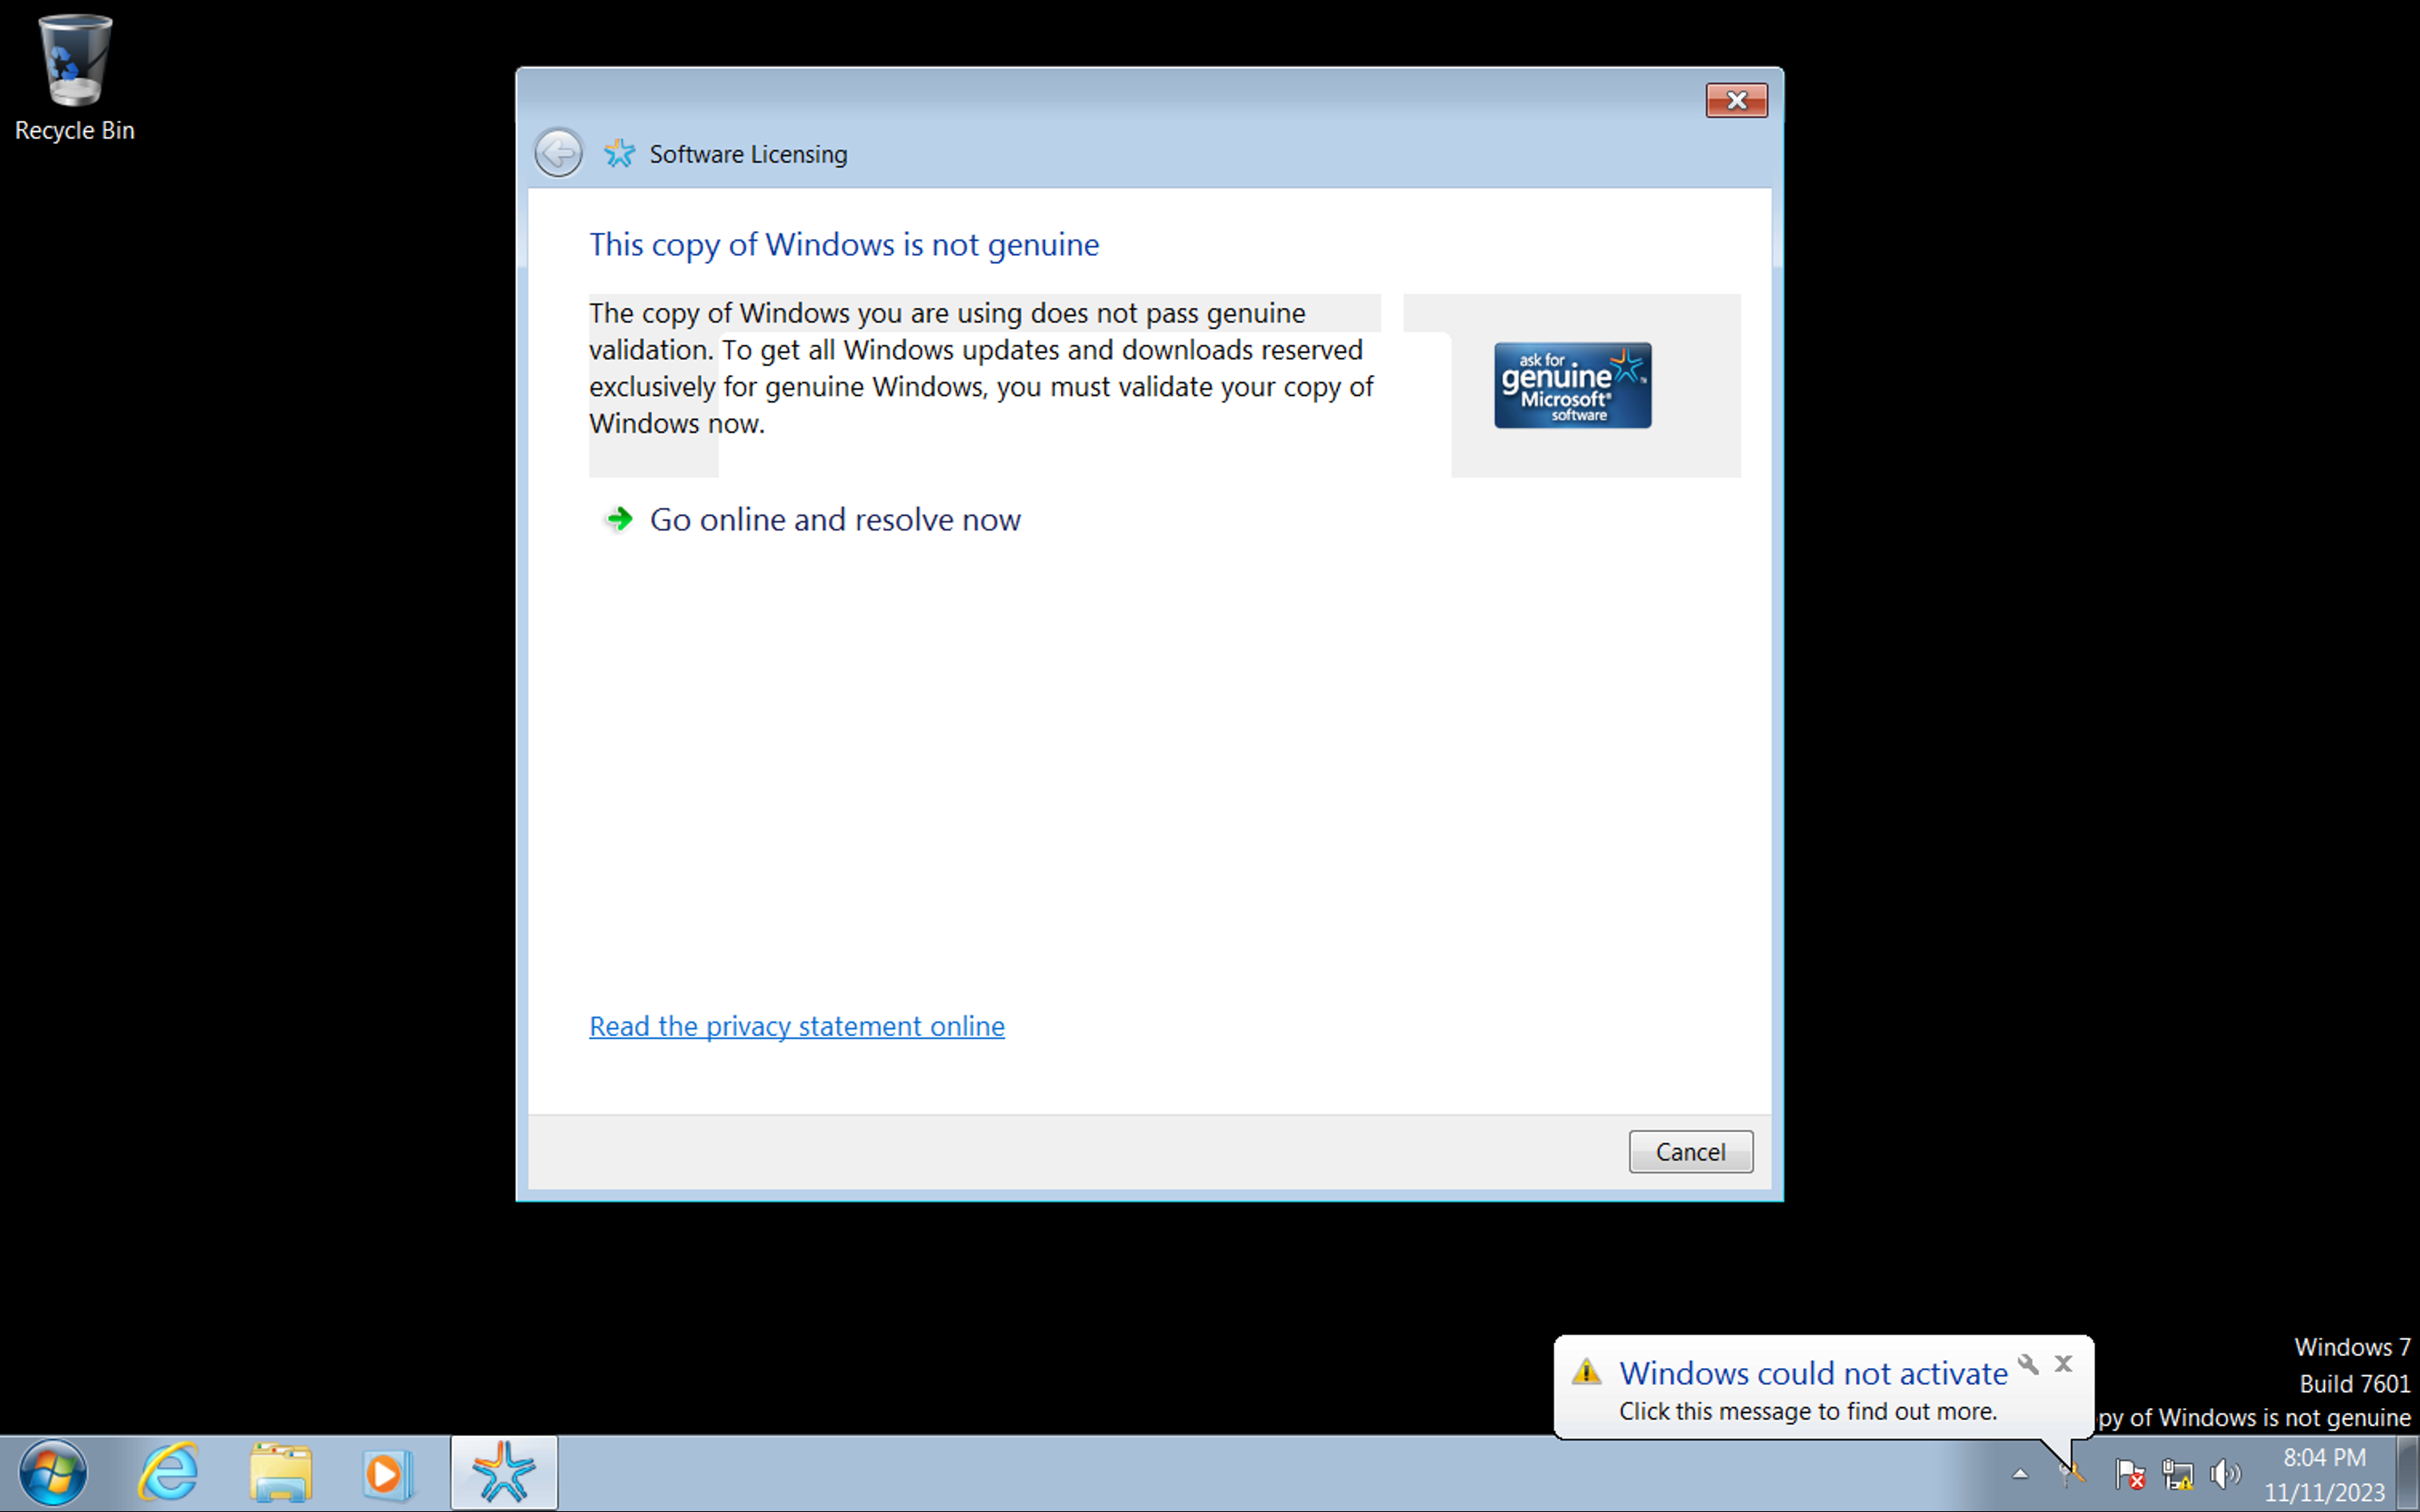 Recycle Bin
Software Licensing
This copy of Windows is not genuine
The copy of Windows you are using does not pass genuine
validation. To get all Windows updates and downloads reserved
exclusively for genuine Windows, you must validate your copy of
Windows now.
ask for
genuine™
Microsoft®
software
Go online and resolve now
Read the privacy statement online
Cancel
Windows 7
Build 7601
py of Windows is not genuine
Windows could not activate
Click this message to find out more.
8:04 PM
11/11/2023